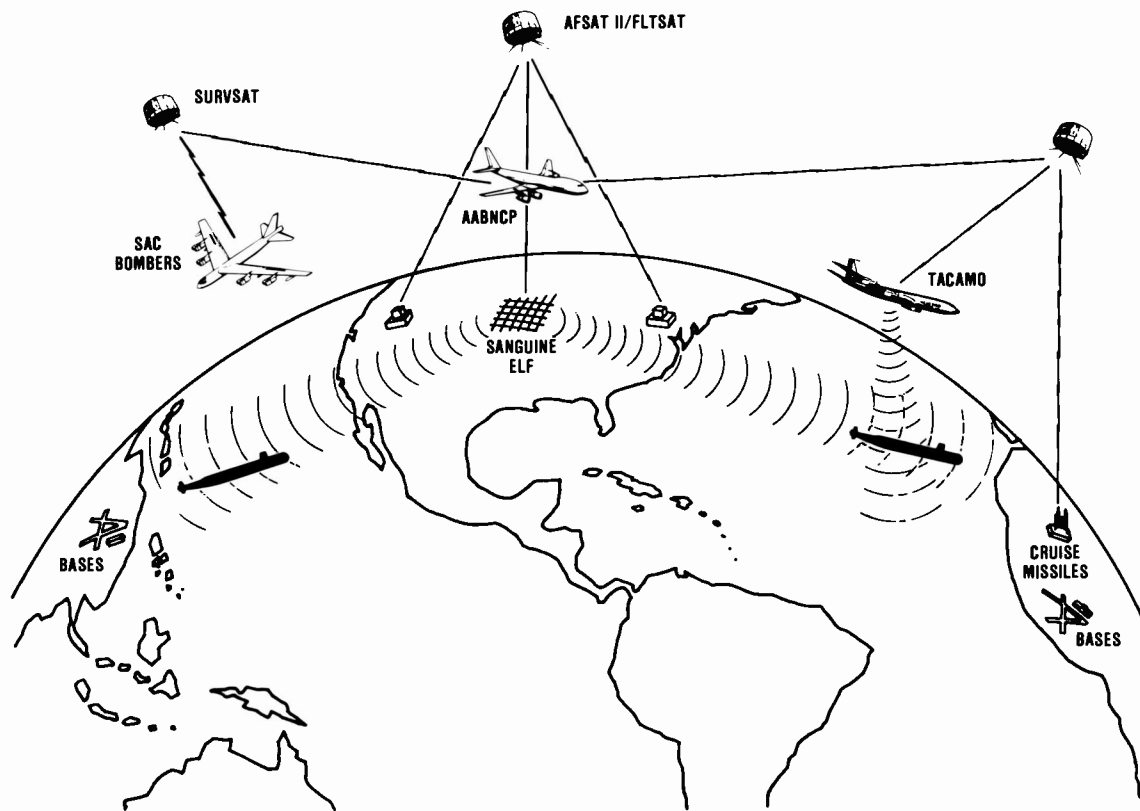 AFSAT II/FLTSAT
SURVSAT
AABNCP
SAC
BOMBERS
TACAMO
SANGUINE
ELF
BASES
CRUISE
MISSILES
BASES